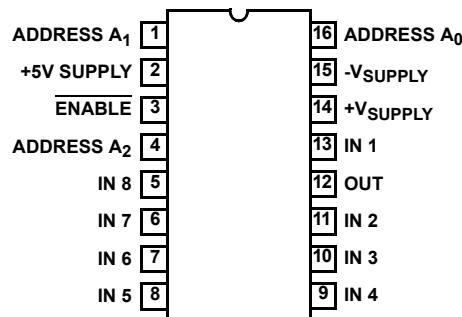 ADDRESS A1 1 16 ADDRESS A0
+5V SUPPLY 2 15 -VSUPPLY
ENABLE 3 14 +VSUPPLY
ADDRESS A2 4 13 IN 1
IN 8 5 12 OUT
IN 7 6 11 IN 2
IN 6 7 10 IN 3
IN 5 8 9 IN 4